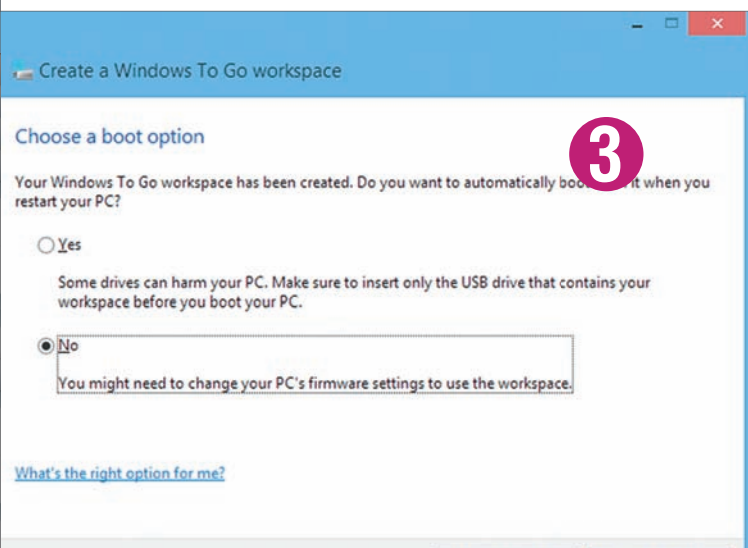 Create a Windows To Go workspace
Choose a boot option
3
Your Windows To Go workspace has been created. Do you want to automatically boo it when you
restart your PC?
Yes
Some drives can harm your PC. Make sure to insert only the USB drive that contains your
workspace before you boot your PC.
No
You might need to change your PC's firmware settings to use the workspace.
What's the right option for me?